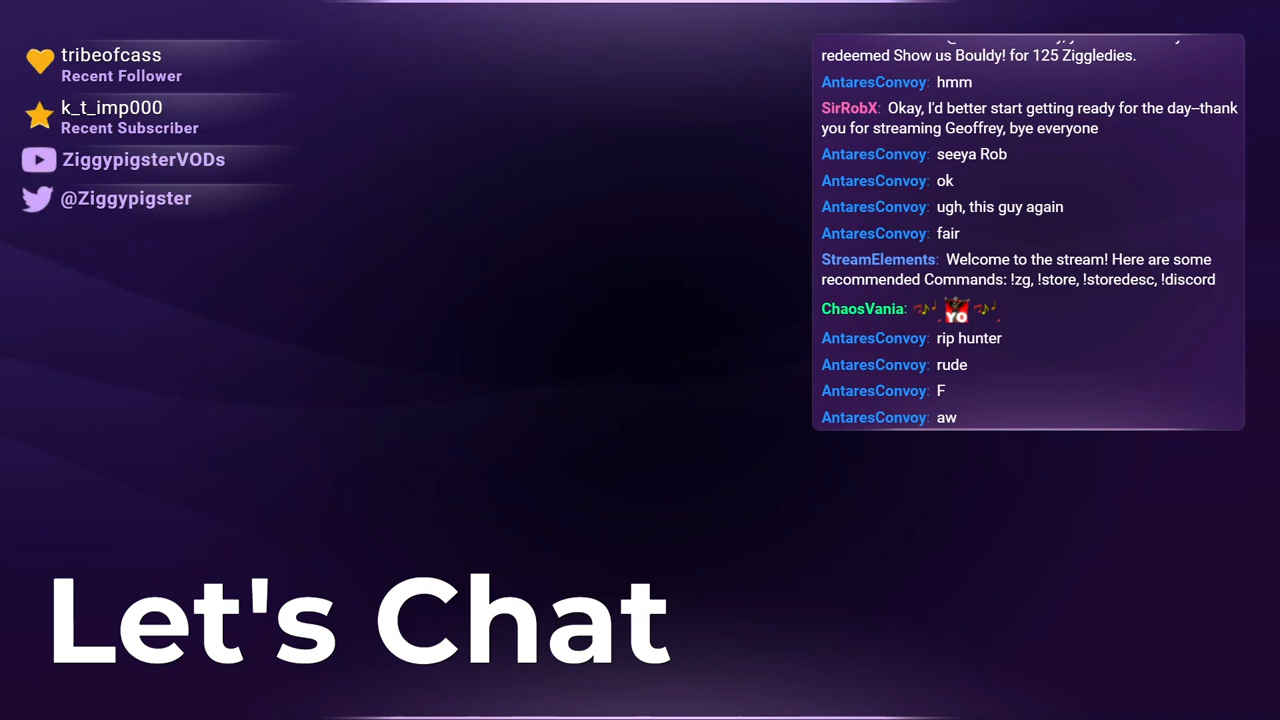 tribeofcass
Recent Follower
k_t_imp000
Recent Subscriber
ZiggypigsterVODs
@Ziggypigster
redeemed Show us Bouldy! for 125 Ziggledies.
AntaresConvoy: hmm
SirRobX: Okay, I'd better start getting ready for the day--thank
you for streaming Geoffrey, bye everyone
AntaresConvoy: seeya Rob
AntaresConvoy: ok
AntaresConvoy: ugh, this guy again
AntaresConvoy: fair
StreamElements: Welcome to the stream! Here are some
recommended Commands: !zg, !store, !storedesc, !discord
ChaosVania: YO
AntaresConvoy: rip hunter
AntaresConvoy: rude
AntaresConvoy: F
AntaresConvoy: aw
Let's Chat